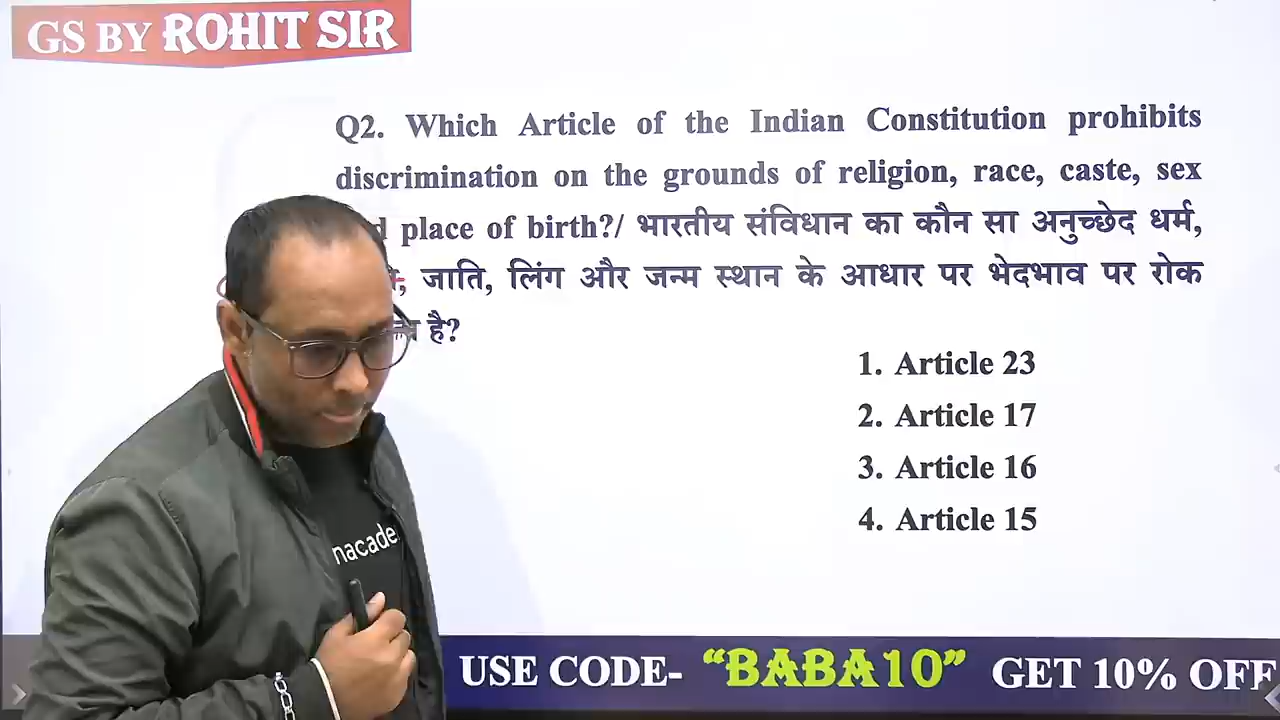 GS BY ROHIT SIR
Q2. Which Article of the Indian Constitution prohibits
discrimination on the grounds of religion, race, caste, sex
place of birth?/ भारतीय संविधान का कौन सा अनुच्छेद धर्म,
जाति, लिंग और जन्म स्थान के आधार पर भेदभाव पर रोक
है?
1. Article 23
2. Article 17
3. Article 16
4. Article 15
USE CODE- “BABA10” GET 10% OFF